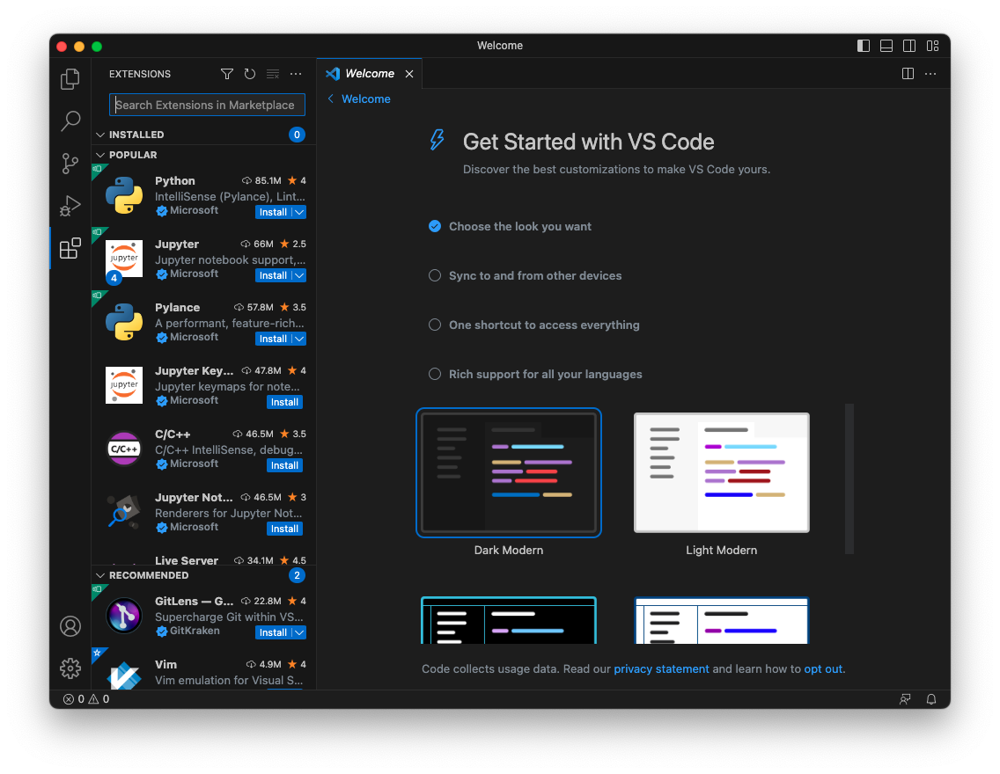 Welcome
EXTENSIONS
Search Extensions in Marketplace
INSTALLED 0
POPULAR
Python 85.1M 4
IntelliSense (Pylance), Lint...
Microsoft Install
Jupyter 66M 2.5
jupyter
Jupyter notebook support,...
4 Microsoft Install
Pylance 57.8M 3.5
A performant, feature-rich...
Microsoft Install
Jupyter Key... 47.8M 4
jupyter
Jupyter keymaps for note...
Microsoft Install
C/C++ 46.5M 3.5
C/C++
C/C++ IntelliSense, debug...
Microsoft Install
Jupyter Not... 46.5M 3
Renderers for Jupyter Not...
Microsoft Install
Live Server 34.1M 4.5
RECOMMENDED 2
GitLens — G... 22.8M 4
Supercharge Git within VS...
GitKraken Install
Vim 4.9M 4
Vim emulation for Visual S...
Welcome
Welcome
Get Started with VS Code
Discover the best customizations to make VS Code yours.
Choose the look you want
Sync to and from other devices
One shortcut to access everything
Rich support for all your languages
Dark Modern
Light Modern
Code collects usage data. Read our privacy statement and learn how to opt out.
0 0